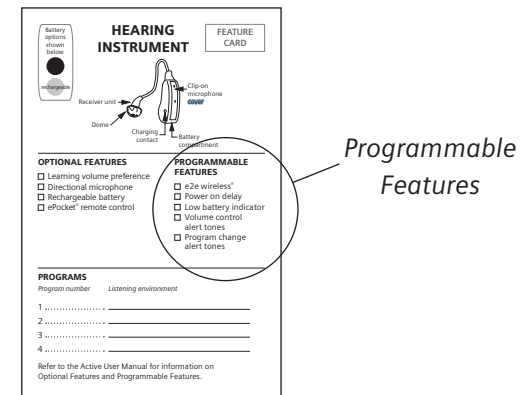 Battery
options
shown
below
rechargeable
HEARING
INSTRUMENT
FEATURE
CARD
Clip-on
microphone
cover
Receiver unit
Dome
Charging
contact
Battery
compartment
OPTIONAL FEATURES
☐ Learning volume preference
☐ Directional microphone
☐ Rechargeable battery
☐ ePocket® remote control
PROGRAMMABLE
FEATURES
☐ e2e wireless®
☐ Power on delay
☐ Low battery indicator
☐ Volume control
alert tones
☐ Program change
alert tones
Programmable
Features
PROGRAMS
Program number Listening environment
1
2
3
4
Refer to the Active User Manual for information on
Optional Features and Programmable Features.